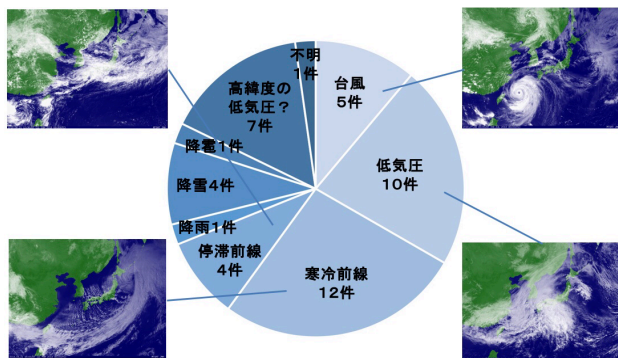 不明
1件
台風
5件
高緯度の
低気圧？
7件
低気圧
10件
降雹1件
降雪4件
降雨1件
停滞前線
4件
寒冷前線
12件